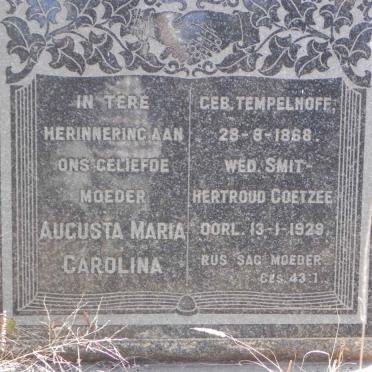 IN TERE
HERINNERING AAN
ONS GELIEFDE
MOEDER
AUGUSTA MARIA
CAROLINA
GEB. TEMPELHOFF,
28-8-1868.
WED. SMIT-
HERTROUD COETZEE
OORL. 13-1-1929.
RUS SAG MOEDER
GES. 43:1.